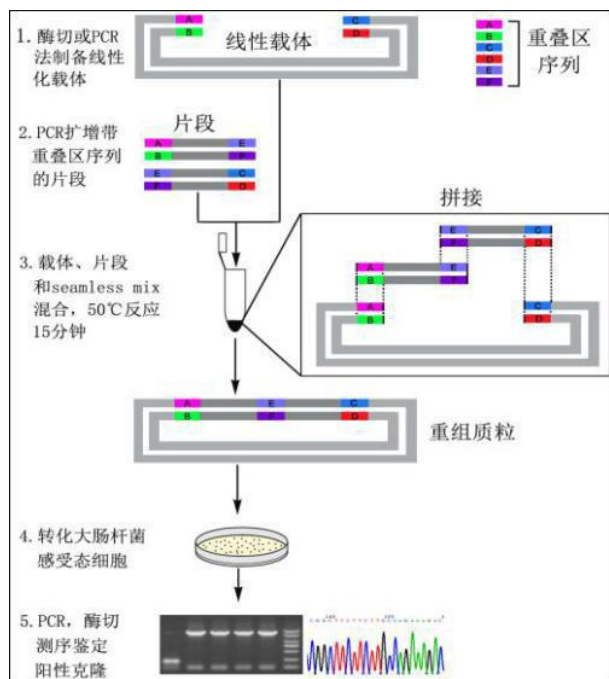 1. 酶切或PCR
法制备线性
化载体
线性载体
A
B
C
D
A
B
C
D
E
F
重叠区
序列
2. PCR扩增带
重叠区序列
的片段
片段
A E
B F
E C
F D
3. 载体、片段
和seamless mix
混合，50℃反应
15分钟
拼接
E C
F D
A E
B F
A C
B D
A E C
B F D
重组质粒
4. 转化大肠杆菌
感受态细胞
5. PCR，酶切
测序鉴定
阳性克隆